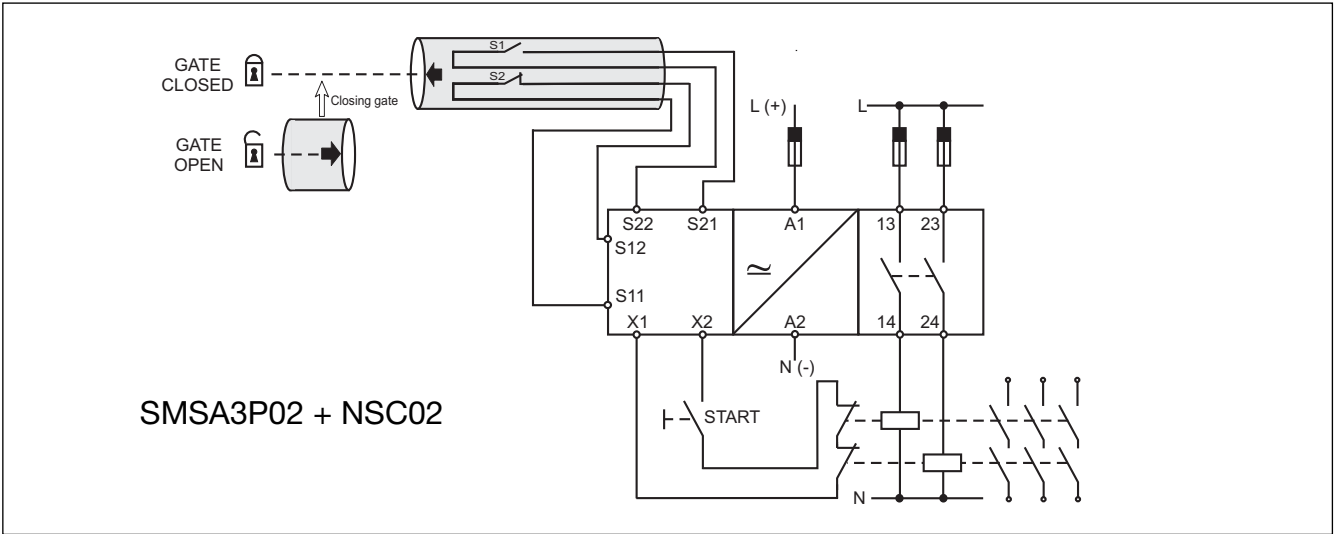 GATE
CLOSED
Closing gate
GATE
OPEN
S1
S2
L (+)
L
S22
S21
A1
13
23
S12
≃
S11
X1
X2
A2
14
24
N (-)
START
N
SMSA3P02 + NSC02